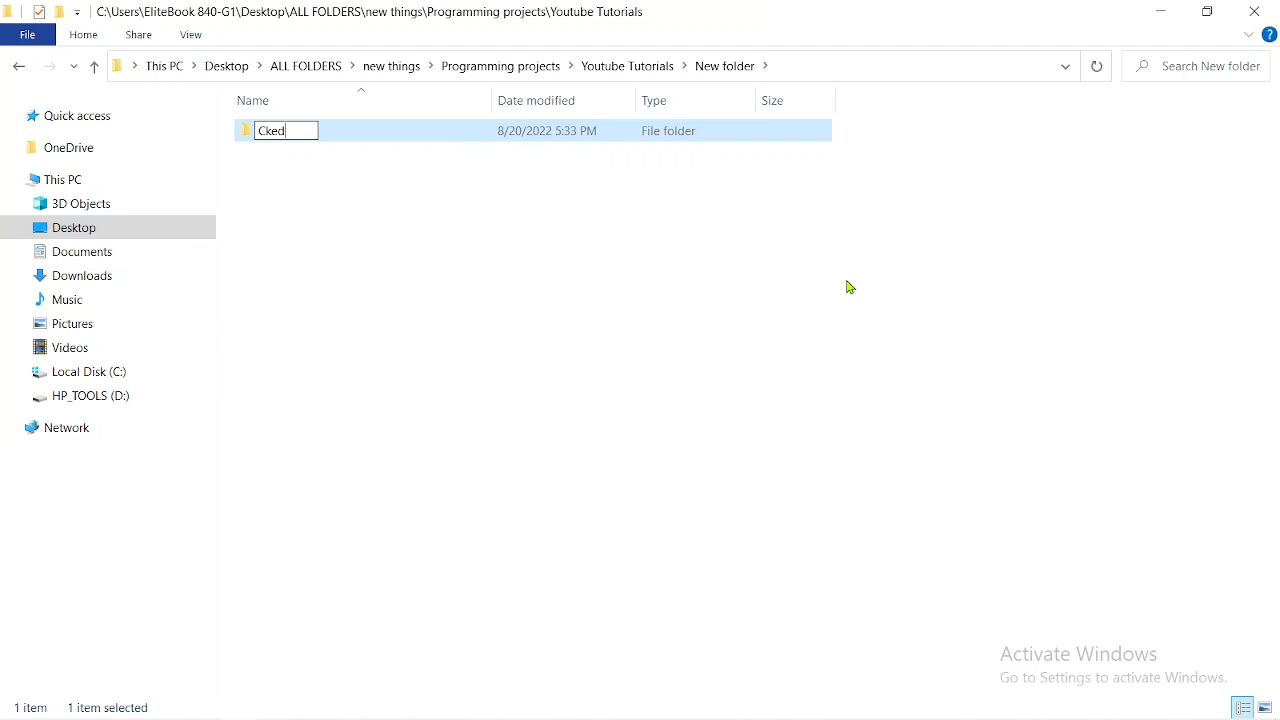 C:\Users\EliteBook 840-G1\Desktop\ALL FOLDERS\new things\Programming projects\Youtube Tutorials
File Home Share View
This PC > Desktop > ALL FOLDERS > new things > Programming projects > Youtube Tutorials > New folder >
Search New folder
Name Date modified Type Size
Cked 8/20/2022 5:33 PM File folder
Quick access
OneDrive
This PC
3D Objects
Desktop
Documents
Downloads
Music
Pictures
Videos
Local Disk (C:)
HP_TOOLS (D:)
Network
Activate Windows
Go to Settings to activate Windows.
1 item 1 item selected